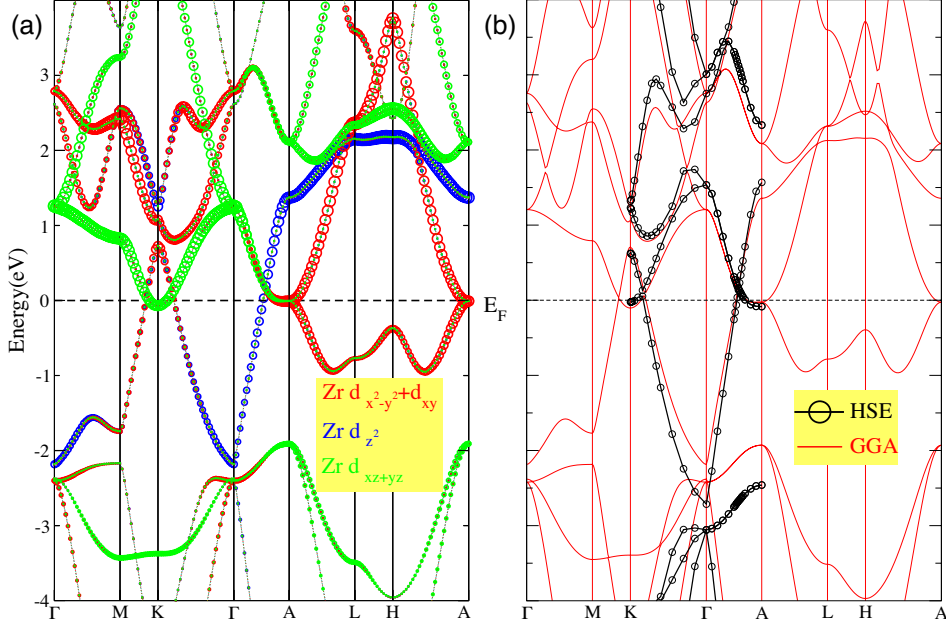 (a)
Energy(eV)
3
2
1
0
-1
-2
-3
-4
Zr d x²-y²+dxy
Zr d z²
Zr d xz+yz
Γ M K Γ A L H A
(b)
E_F
HSE
GGA
Γ M K Γ A L H A